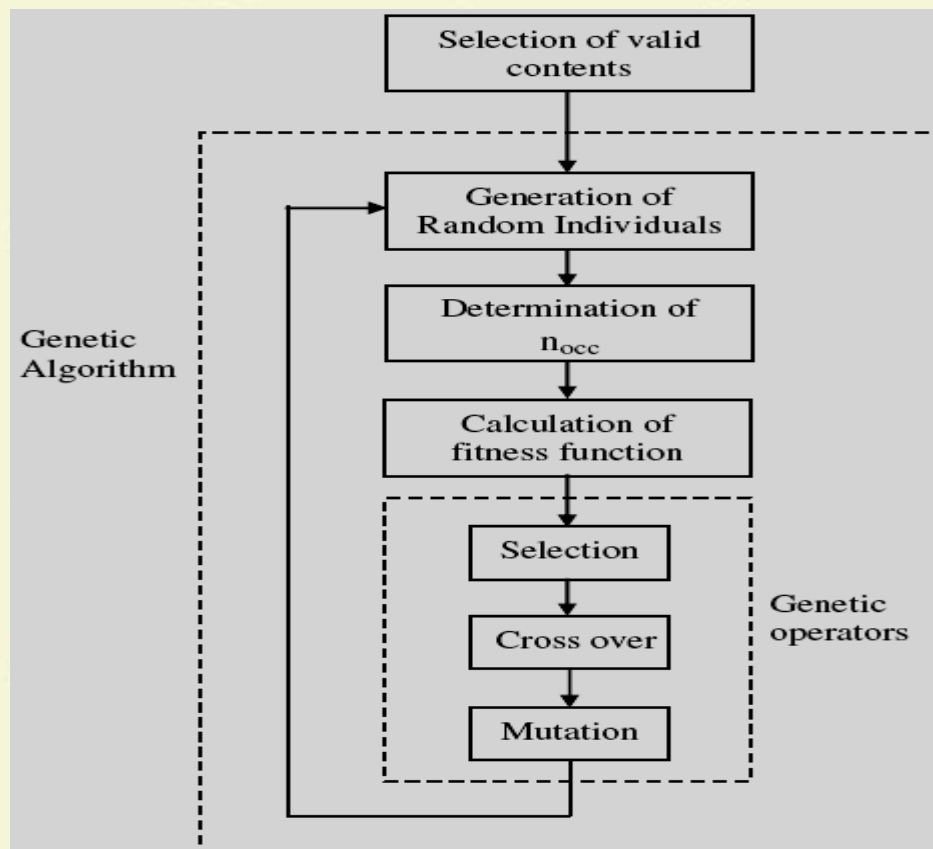 Selection of valid
contents
Generation of
Random Individuals
Determination of
nocc
Genetic
Algorithm
Calculation of
fitness function
Selection
Cross over
Genetic
operators
Mutation